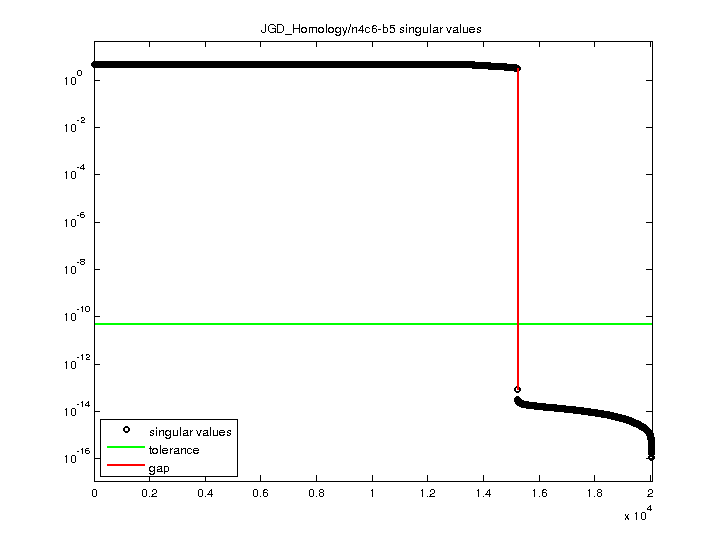 JGD_Homology/n4c6-b5 singular values
10^0
10^-2
10^-4
10^-6
10^-8
10^-10
10^-12
10^-14
10^-16
singular values
tolerance
gap
0 0.2 0.4 0.6 0.8 1 1.2 1.4 1.6 1.8 2
x 10^4